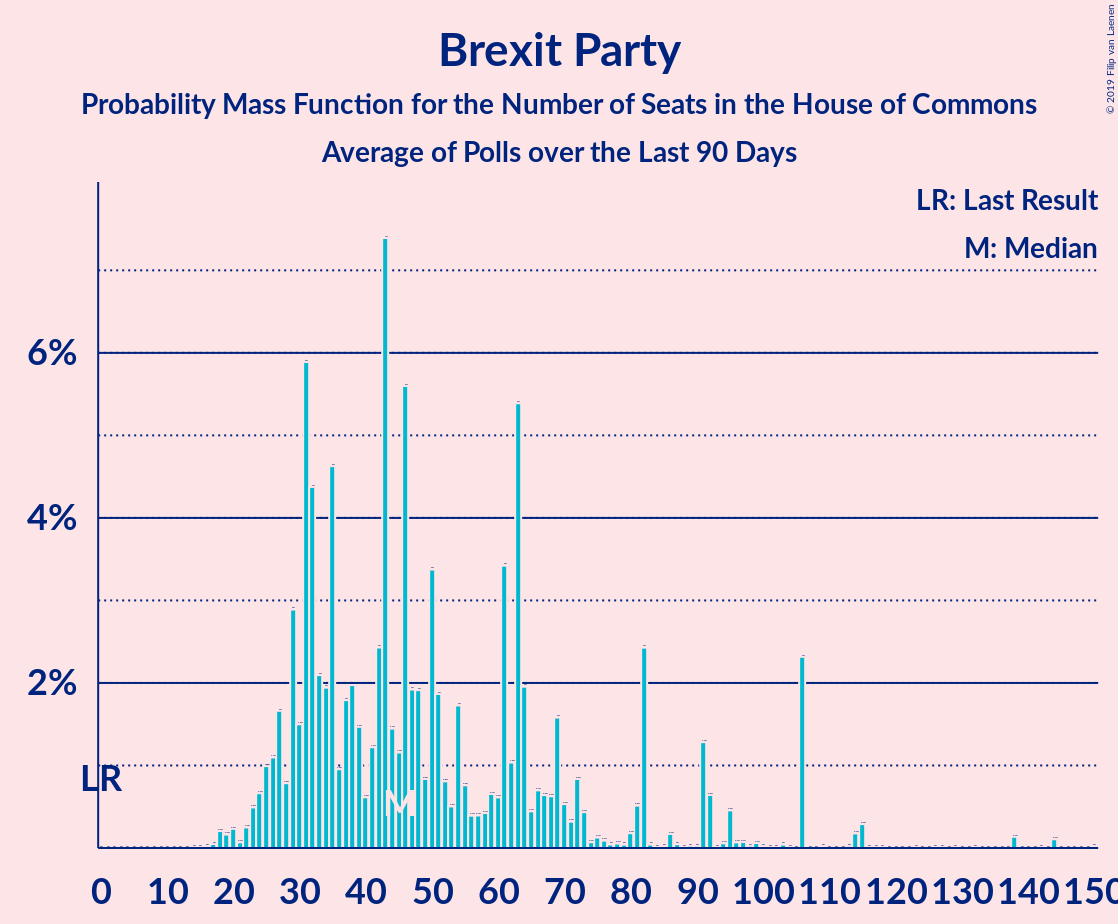 Brexit Party
Probability Mass Function for the Number of Seats in the House of Commons
Average of Polls over the Last 90 Days
© 2019 Filip van Laenen
LR: Last Result
M: Median
6%
4%
2%
LR
M
0 10 20 30 40 50 60 70 80 90 100 110 120 130 140 150